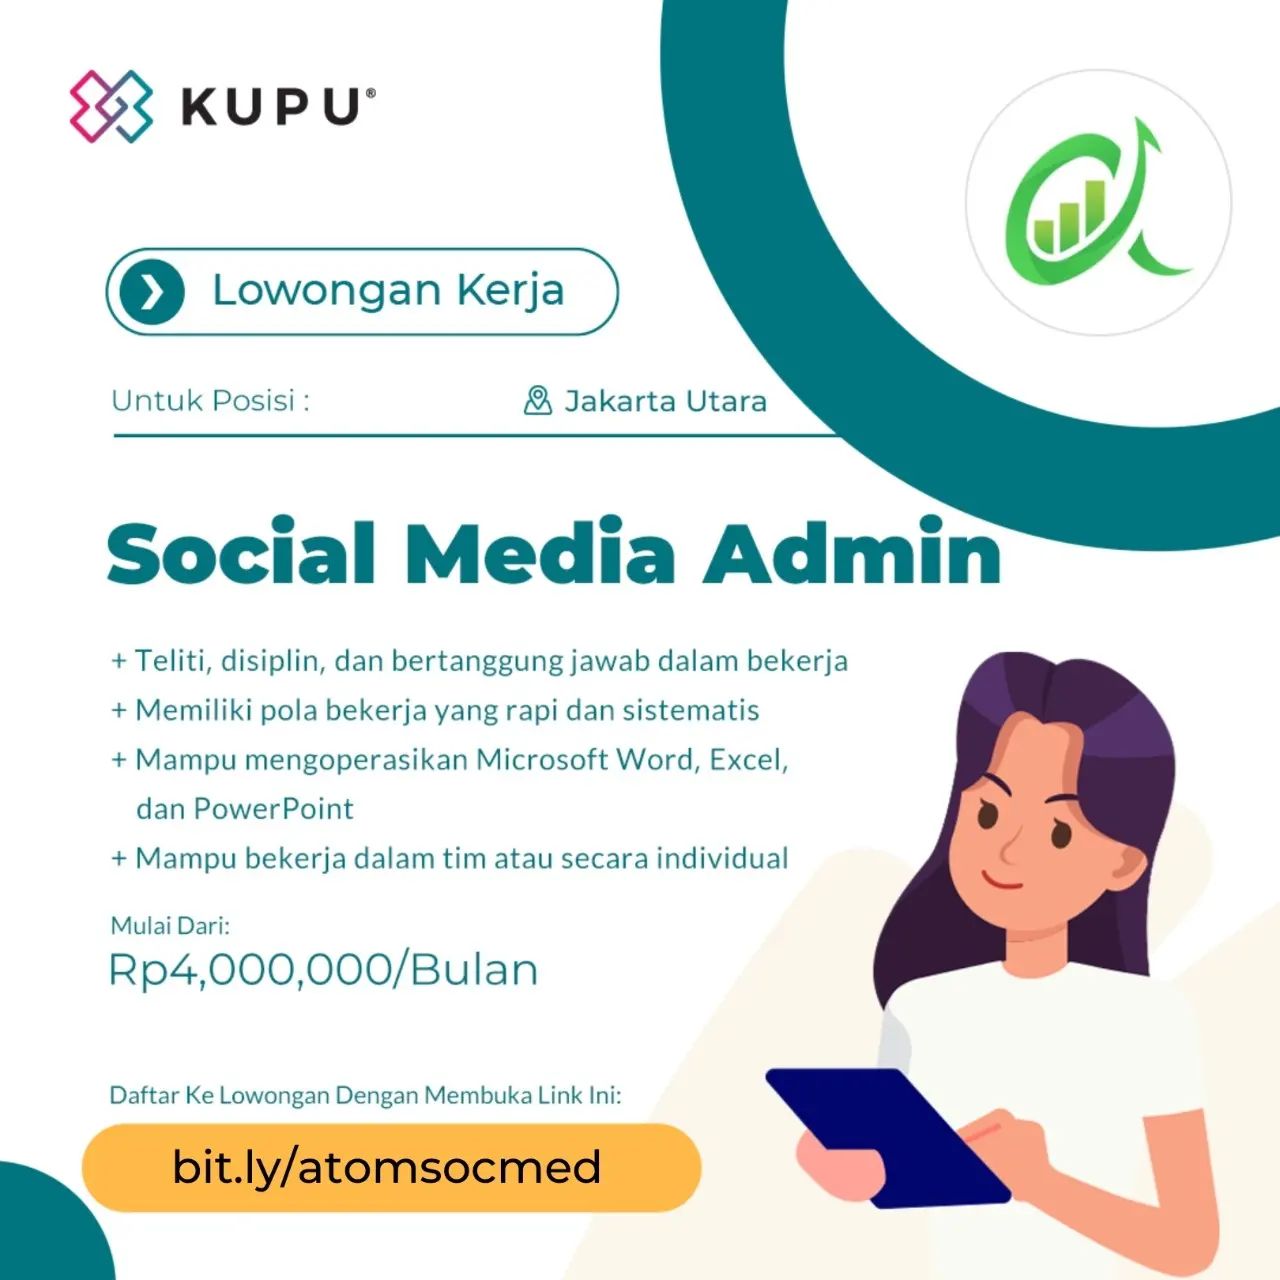 KUPU®
Lowongan Kerja
Untuk Posisi :
Jakarta Utara
Social Media Admin
+ Teliti, disiplin, dan bertanggung jawab dalam bekerja
+ Memiliki pola bekerja yang rapi dan sistematis
+ Mampu mengoperasikan Microsoft Word, Excel,
dan PowerPoint
+ Mampu bekerja dalam tim atau secara individual
Mulai Dari:
Rp4,000,000/Bulan
Daftar Ke Lowongan Dengan Membuka Link Ini:
bit.ly/atomsocmed